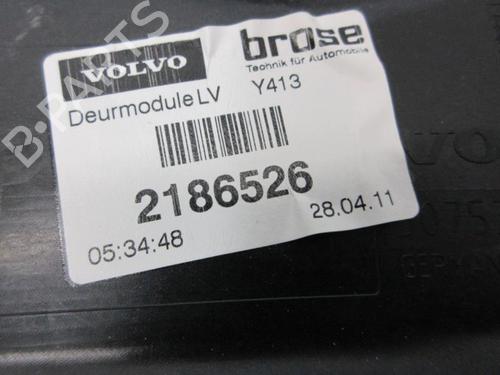 VOLVO
brose
Technik für Automobile
Deurmodule LV Y413
2186526
05:34:48 28.04.11
B-PARTS